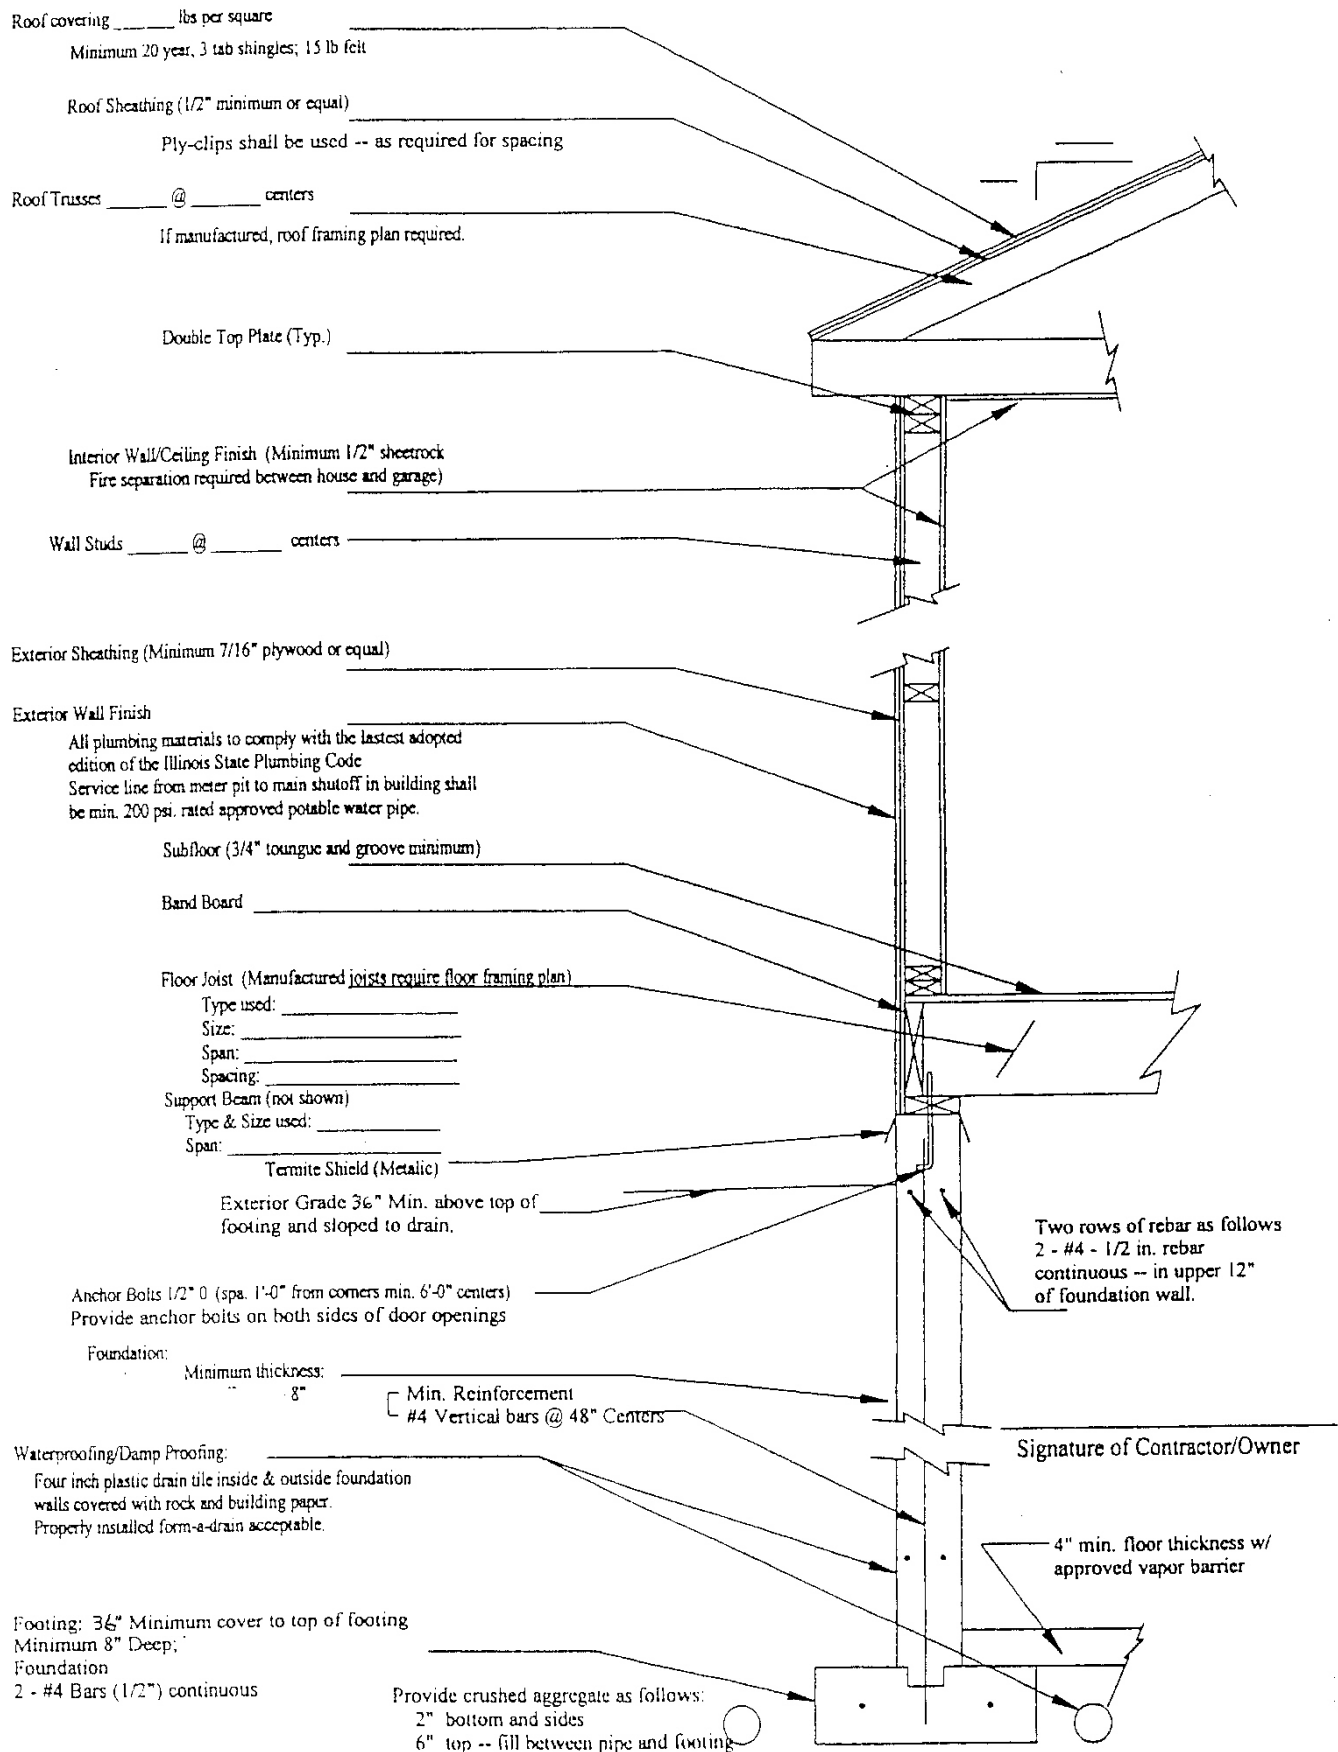 Roof covering ______ lbs per square
Minimum 20 year, 3 tab shingles; 15 lb felt
Roof Sheathing (1/2" minimum or equal)
Ply-clips shall be used -- as required for spacing
Roof Trusses ______ @ _______ centers
If manufactured, roof framing plan required.
Double Top Plate (Typ.)
Interior Wall/Ceiling Finish (Minimum 1/2" sheetrock
Fire separation required between house and garage)
Wall Studs ______ @ _______ centers
Exterior Sheathing (Minimum 7/16" plywood or equal)
Exterior Wall Finish
All plumbing materials to comply with the lastest adopted
edition of the Illinois State Plumbing Code
Service line from meter pit to main shutoff in building shall
be min. 200 psi. rated approved potable water pipe.
Subfloor (3/4" toungue and groove minimum)
Band Board
Floor Joist (Manufactured joists require floor framing plan)
Type used: __________________
Size: ______________________
Span: ______________________
Spacing: ____________________
Support Beam (not shown)
Type & Size used: ____________
Span: ______________________
Termite Shield (Metalic)
Exterior Grade 36" Min. above top of
footing and sloped to drain.
Two rows of rebar as follows
2 - #4 - 1/2 in. rebar
continuous -- in upper 12"
of foundation wall.
Anchor Bolts 1/2" 0 (spa. 1'-0" from corners min. 6'-0" centers)
Provide anchor bolts on both sides of door openings
Foundation:
Minimum thickness:
8"
Min. Reinforcement
#4 Vertical bars @ 48" Centers
Signature of Contractor/Owner
Waterproofing/Damp Proofing:
Four inch plastic drain tile inside & outside foundation
walls covered with rock and building paper.
Properly installed form-a-drain acceptable.
4" min. floor thickness w/
approved vapor barrier
Footing: 36" Minimum cover to top of footing
Minimum 8" Deep;
Foundation
2 - #4 Bars (1/2") continuous
Provide crushed aggregate as follows:
2" bottom and sides
6" top -- fill between pipe and footing